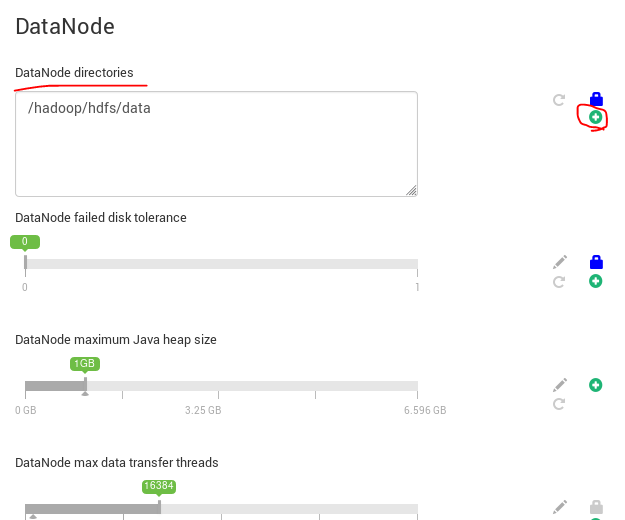 DataNode
DataNode directories
/hadoop/hdfs/data
DataNode failed disk tolerance
0
0 1
DataNode maximum Java heap size
1GB
0 GB 3.25 GB 6.596 GB
DataNode max data transfer threads
16384